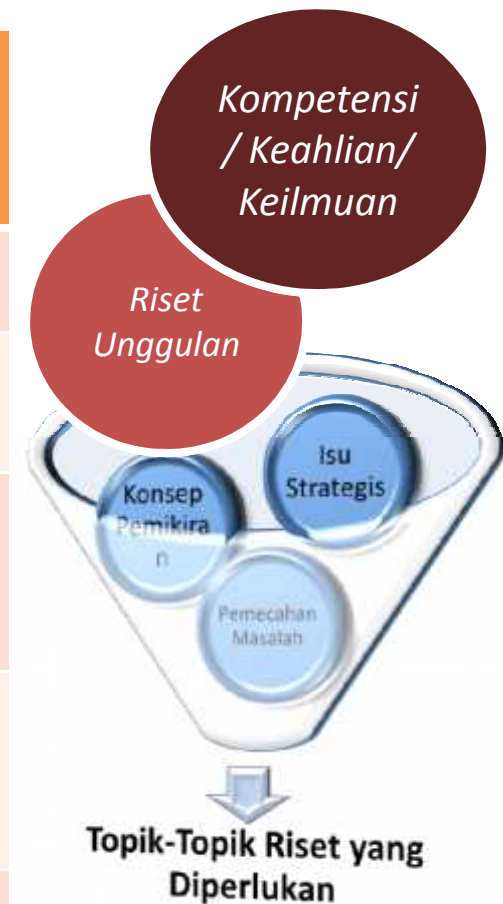 Kompetensi
/ Keahlian/
Keilmuan
Riset
Unggulan
Isu
Strategis
Konsep
Pemikira
n
Pemecahan
Masalah
Topik-Topik Riset yang
Diperlukan